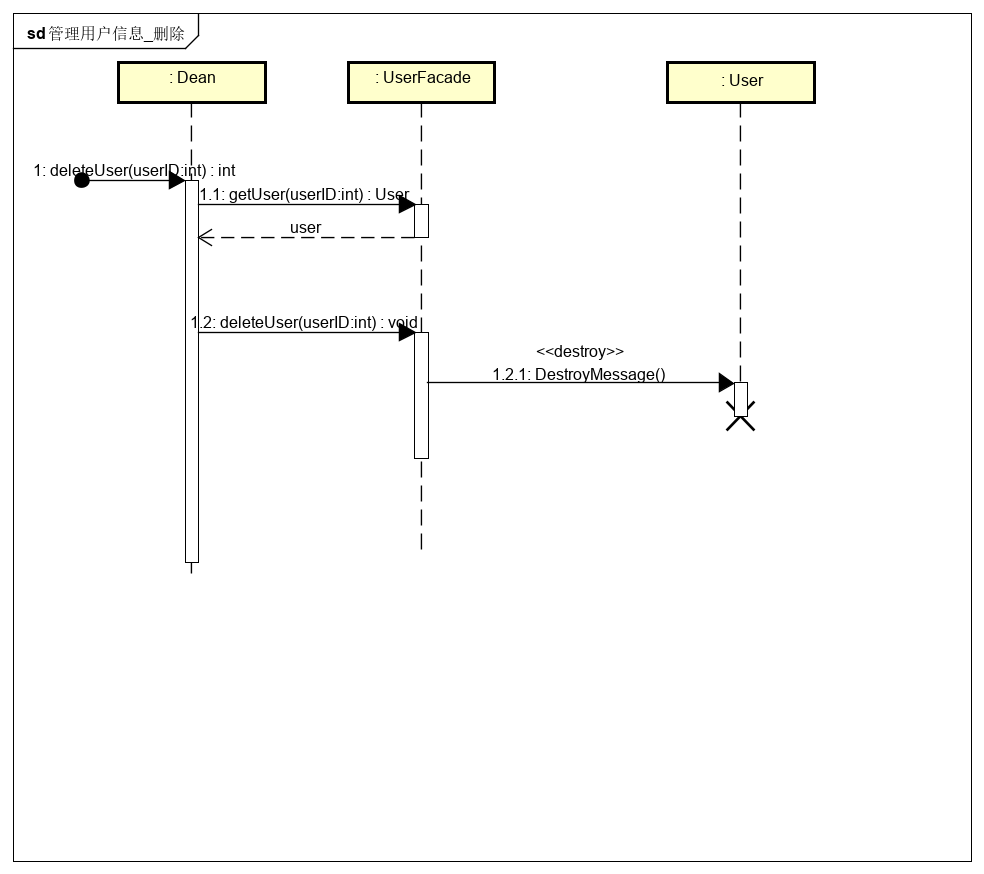 sd 管理用户信息_删除
: Dean
: UserFacade
: User
1: deleteUser(userID:int) : int
1.1: getUser(userID:int) : User
user
1.2: deleteUser(userID:int) : void
<<destroy>>
1.2.1: DestroyMessage()